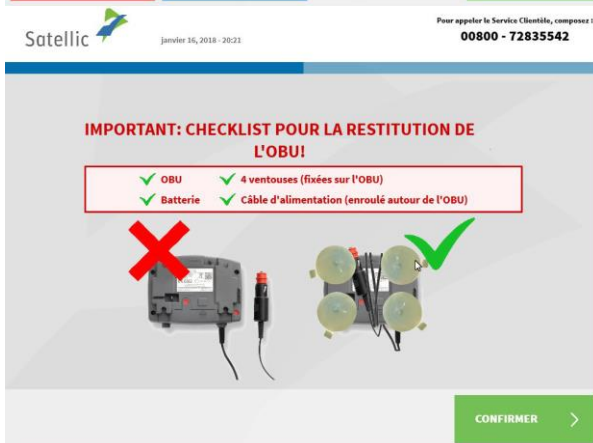 Satellic
janvier 16, 2018 - 20:21
Pour appeler le Service Clientèle, composez :
00800 - 72835542
IMPORTANT: CHECKLIST POUR LA RESTITUTION DE
L'OBU!
OBU
4 ventouses (fixées sur l'OBU)
Batterie
Câble d'alimentation (enroulé autour de l'OBU)
CONFIRMER